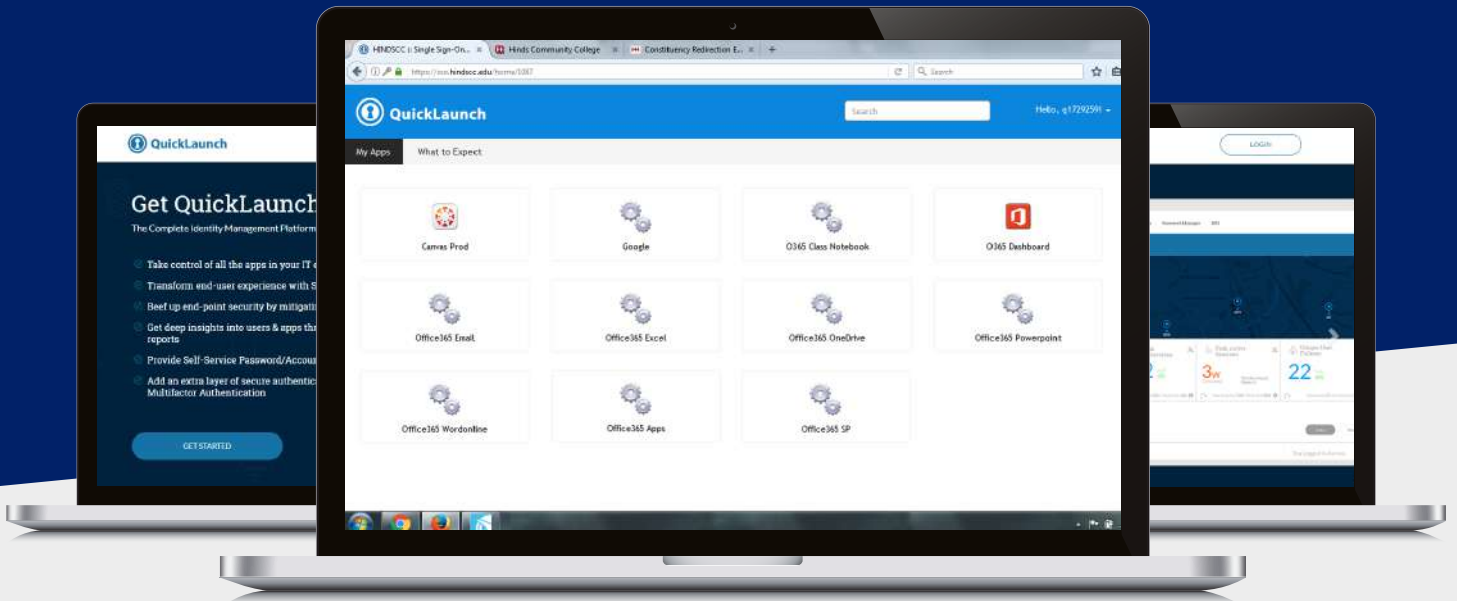 HINDSCC :: Single Sign-On...
Hinds Community College
Constituency Redirection E...
https://sso.hindscc.edu/home/1087
Search
QuickLaunch
Search
Hello, q17292591
My Apps
What to Expect
Canvas Prod
Google
O365 Class Notebook
O365 Dashboard
Office365 Email
Office365 Excel
Office365 OneDrive
Office365 Powerpoint
Office365 Wordonline
Office365 Apps
Office365 SP
QuickLaunch
Get QuickLaunch
The Complete Identity Management Platform
Take control of all the apps in your IT
Transform end-user experience with S
Beef up end-point security by mitigati
Get deep insights into users & apps thr
reports
Provide Self-Service Password/Accoun
Add an extra layer of secure authentic
Multifactor Authentication
GET STARTED
LOGIN
3w
22